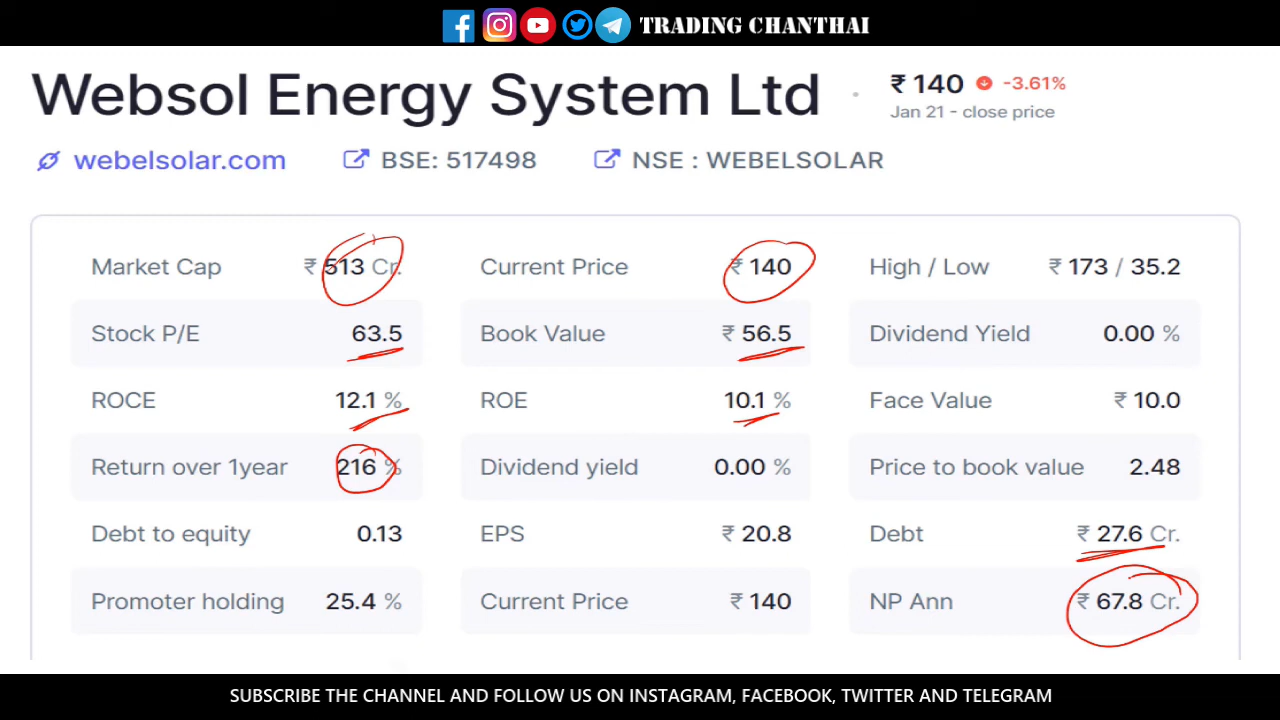 TRADING CHANTHAI
Websol Energy System Ltd
₹ 140 -3.61%
Jan 21 - close price
webelsolar.com BSE: 517498 NSE : WEBELSOLAR
Market Cap ₹ 513 Cr. Current Price ₹ 140 High / Low ₹ 173 / 35.2
Stock P/E 63.5 Book Value ₹ 56.5 Dividend Yield 0.00 %
ROCE 12.1 % ROE 10.1 % Face Value ₹ 10.0
Return over 1year 216 % Dividend yield 0.00 % Price to book value 2.48
Debt to equity 0.13 EPS ₹ 20.8 Debt ₹ 27.6 Cr.
Promoter holding 25.4 % Current Price ₹ 140 NP Ann ₹ 67.8 Cr.
SUBSCRIBE THE CHANNEL AND FOLLOW US ON INSTAGRAM, FACEBOOK, TWITTER AND TELEGRAM